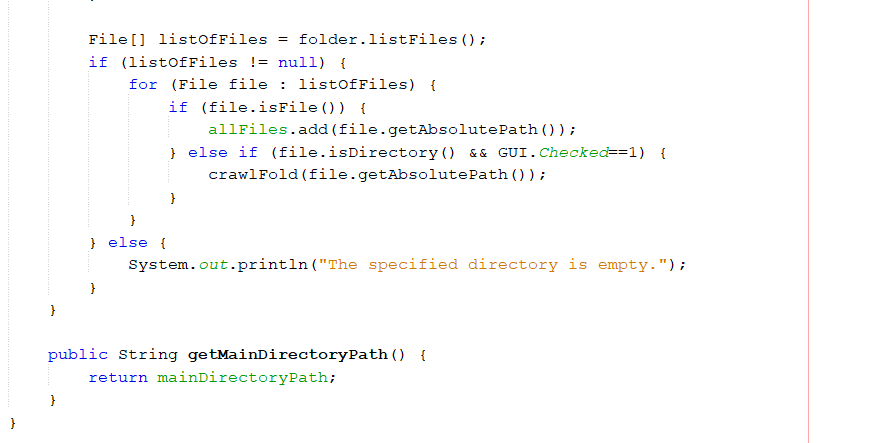 File[] listOfFiles = folder.listFiles();
if (listOfFiles != null) {
for (File file : listOfFiles) {
if (file.isFile()) {
allFiles.add(file.getAbsolutePath());
} else if (file.isDirectory() && GUI.Checked==1) {
crawlFold(file.getAbsolutePath());
}
}
} else {
System.out.println("The specified directory is empty.");
}
}
public String getMainDirectoryPath() {
return mainDirectoryPath;
}
}